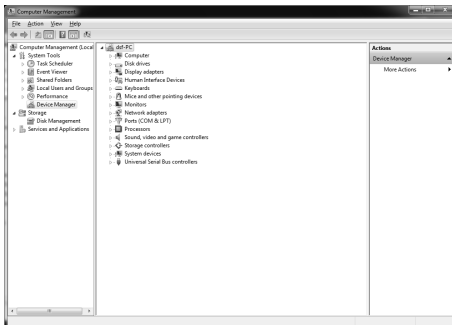 Computer Management
File Action View Help
Computer Management (Local
System Tools
Task Scheduler
Event Viewer
Shared Folders
Local Users and Groups
Performance
Device Manager
Storage
Disk Management
Services and Applications
dsf-PC
Computer
Disk drives
Display adapters
Human Interface Devices
Keyboards
Mice and other pointing devices
Monitors
Network adapters
Ports (COM & LPT)
Processors
Sound, video and game controllers
Storage controllers
System devices
Universal Serial Bus controllers
Actions
Device Manager
More Actions